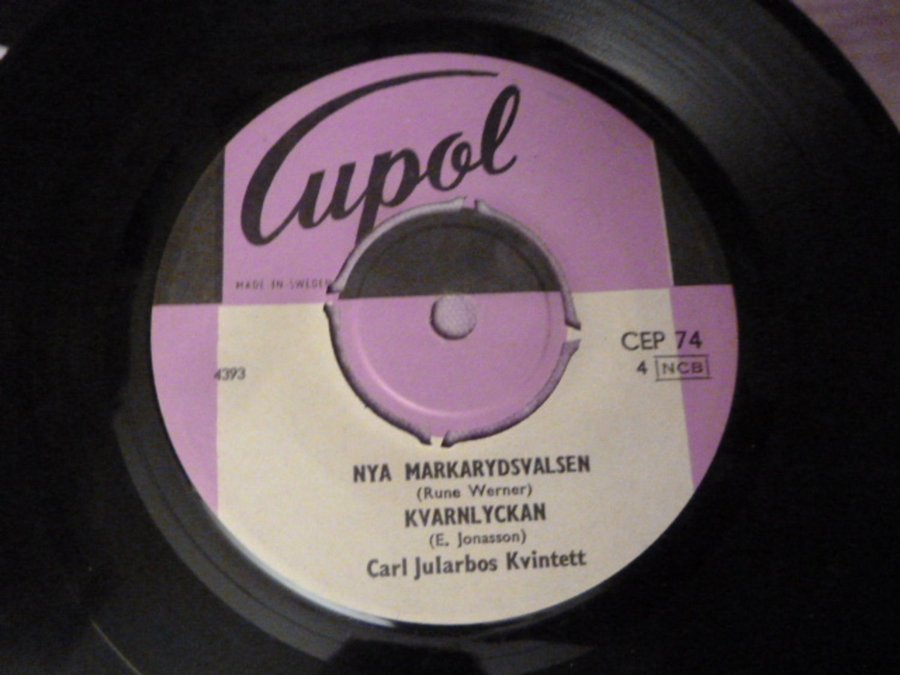 Cupol
MADE IN SWEDEN
CEP 74
4 NCB
4393
NYA MARKARYDSVALSEN
(Rune Werner)
KVARNLYCKAN
(E. Jonasson)
Carl Jularbos Kvintett